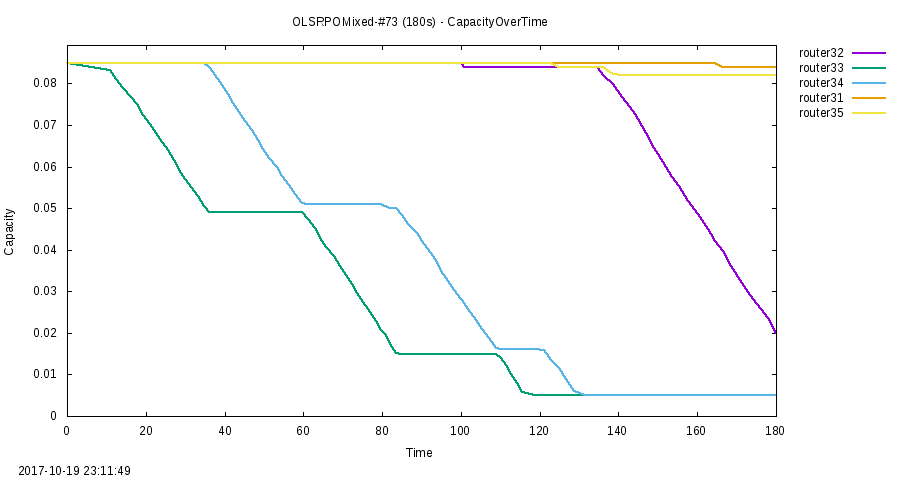 OLSRPOMixed-#73 (180s) - CapacityOverTime
router32
router33
router34
router31
router35
0.08
0.07
0.06
0.05
0.04
0.03
0.02
0.01
0
Capacity
0 20 40 60 80 100 120 140 160 180
Time
2017-10-19 23:11:49